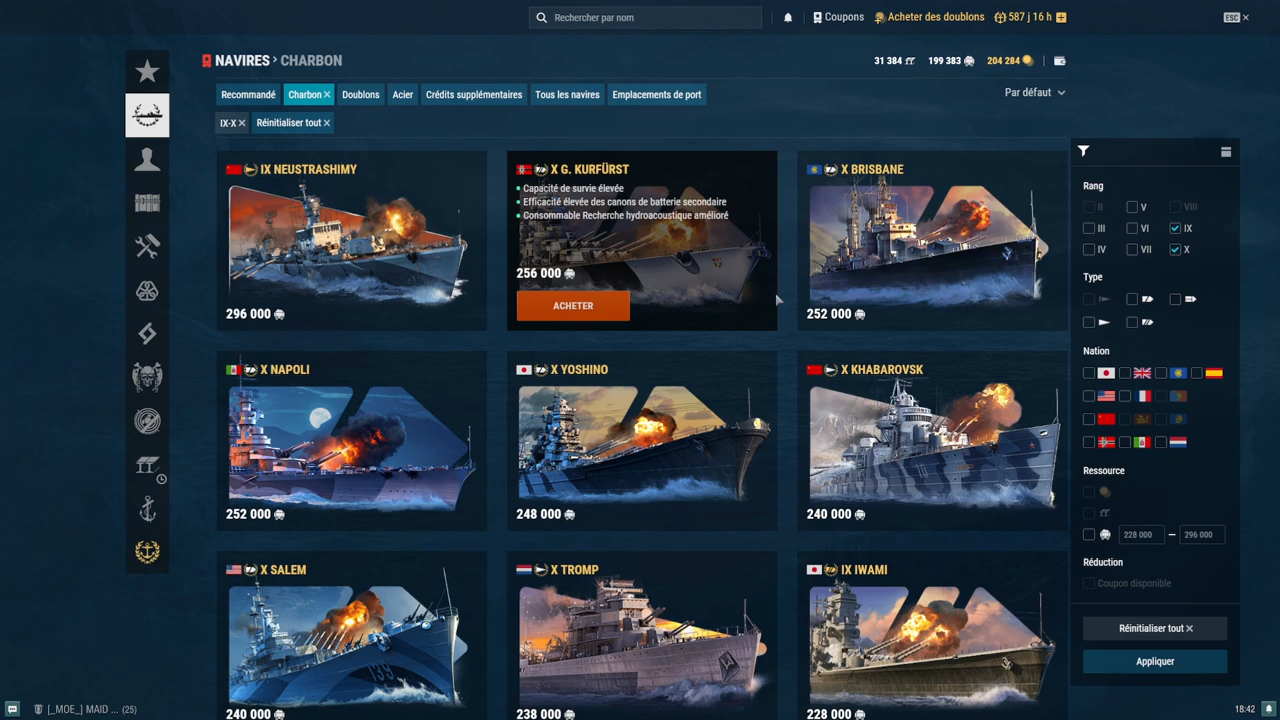 Rechercher par nom
Coupons
Acheter des doublons
587 j 16 h
ESC
NAVIRES > CHARBON
31 384
199 383
204 284
Recommandé
Charbon ×
Doublons
Acier
Crédits supplémentaires
Tous les navires
Emplacements de port
Par défaut
IX-X ×
Réinitialiser tout ×
IX NEUSTRASHIMY
296 000
X G. KURFÜRST
• Capacité de survie élevée
• Efficacité élevée des canons de batterie secondaire
• Consommable Recherche hydroacoustique amélioré
256 000
ACHETER
X BRISBANE
252 000
X NAPOLI
252 000
X YOSHINO
248 000
X KHABAROVSK
240 000
X SALEM
240 000
X TROMP
238 000
IX IWAMI
228 000
Rang
II
V
VIII
III
VI
IX
IV
VII
X
Type
Nation
Ressource
228 000 — 296 000
Réduction
Coupon disponible
Réinitialiser tout ×
Appliquer
[_MOE_] MAID ... (25)
18:42